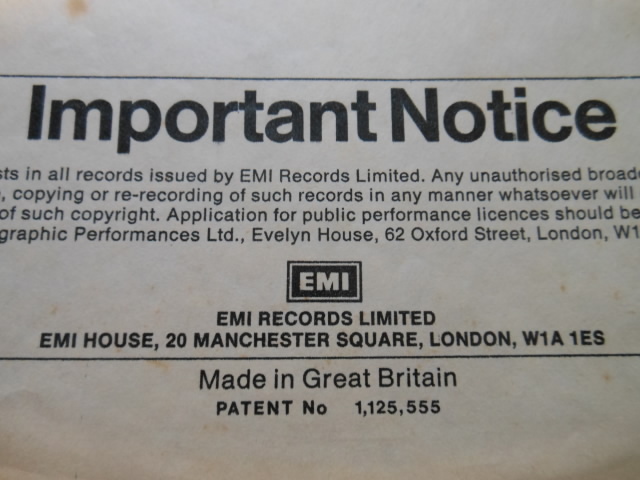 Important Notice
sts in all records issued by EMI Records Limited. Any unauthorised broadc
, copying or re-recording of such records in any manner whatsoever will
of such copyright. Application for public performance licences should be
graphic Performances Ltd., Evelyn House, 62 Oxford Street, London, W1
EMI
EMI RECORDS LIMITED
EMI HOUSE, 20 MANCHESTER SQUARE, LONDON, W1A 1ES
Made in Great Britain
PATENT No 1,125,555